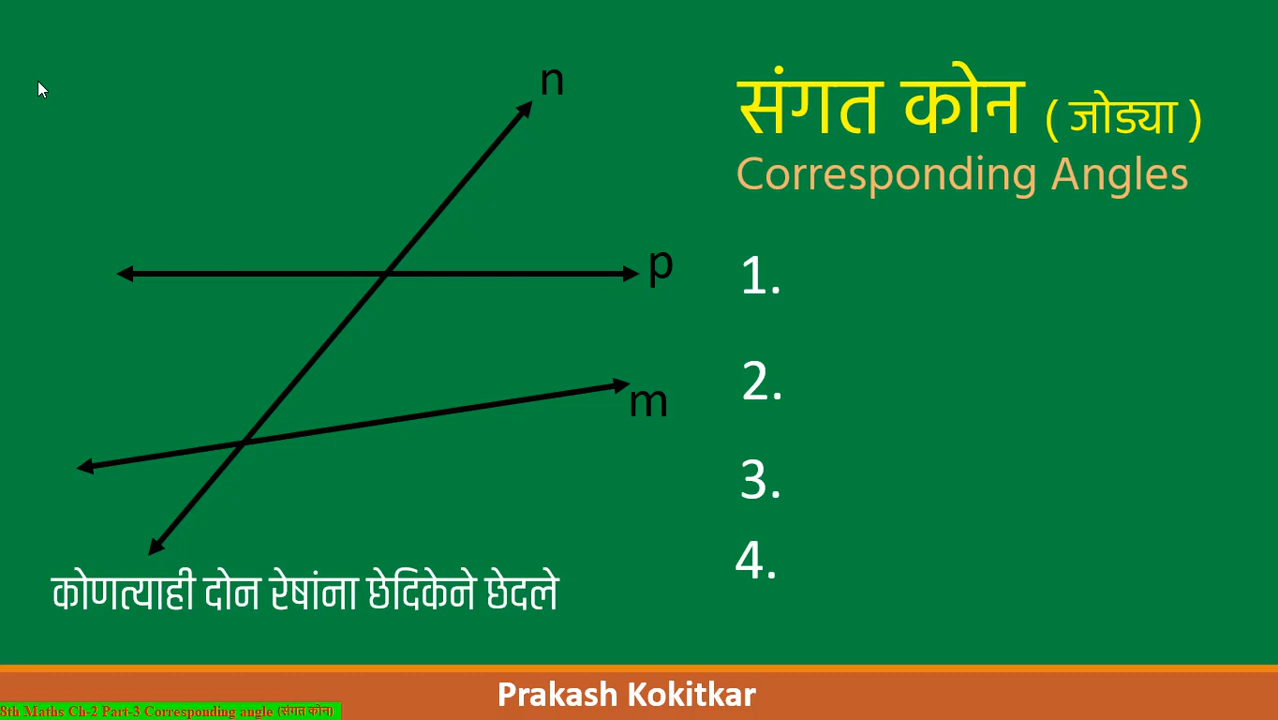 n
संगत कोन ( जोड्या )
Corresponding Angles
p
1.
2.
m
3.
4.
कोणत्याही दोन रेषांना छेदिकेने छेदले
Prakash Kokitkar
8th Maths Ch-2 Part-3 Corresponding angle (संगत कोन)